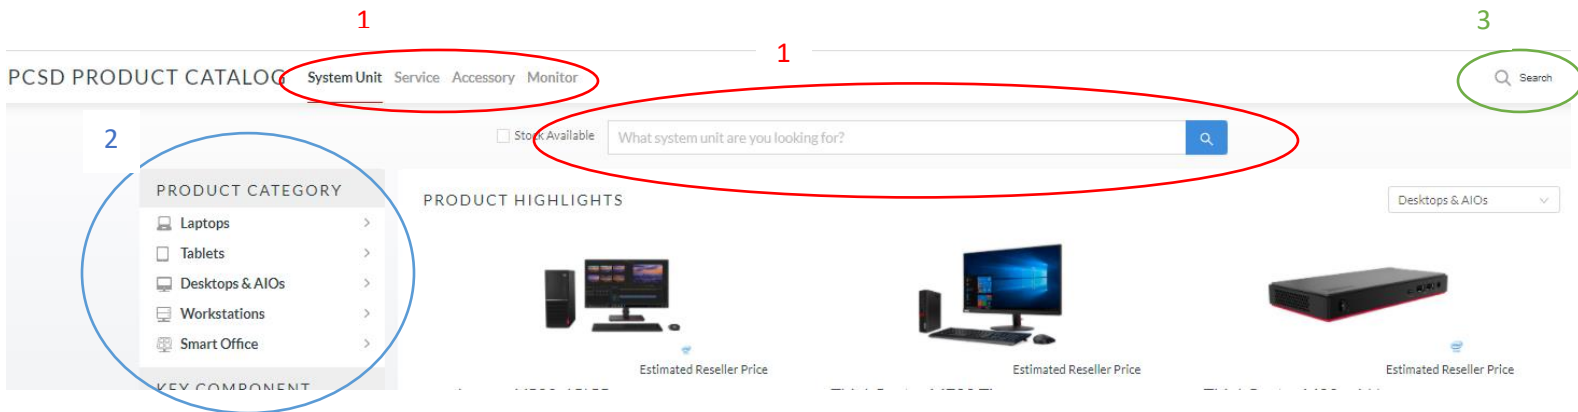 1
3
1
PCSD PRODUCT CATALOG System Unit Service Accessory Monitor
Search
2
Stock Available What system unit are you looking for?
PRODUCT CATEGORY
Laptops
Tablets
Desktops & AIOs
Workstations
Smart Office
KEY COMPONENT
PRODUCT HIGHLIGHTS
Desktops & AIOs
Estimated Reseller Price
Estimated Reseller Price
Estimated Reseller Price